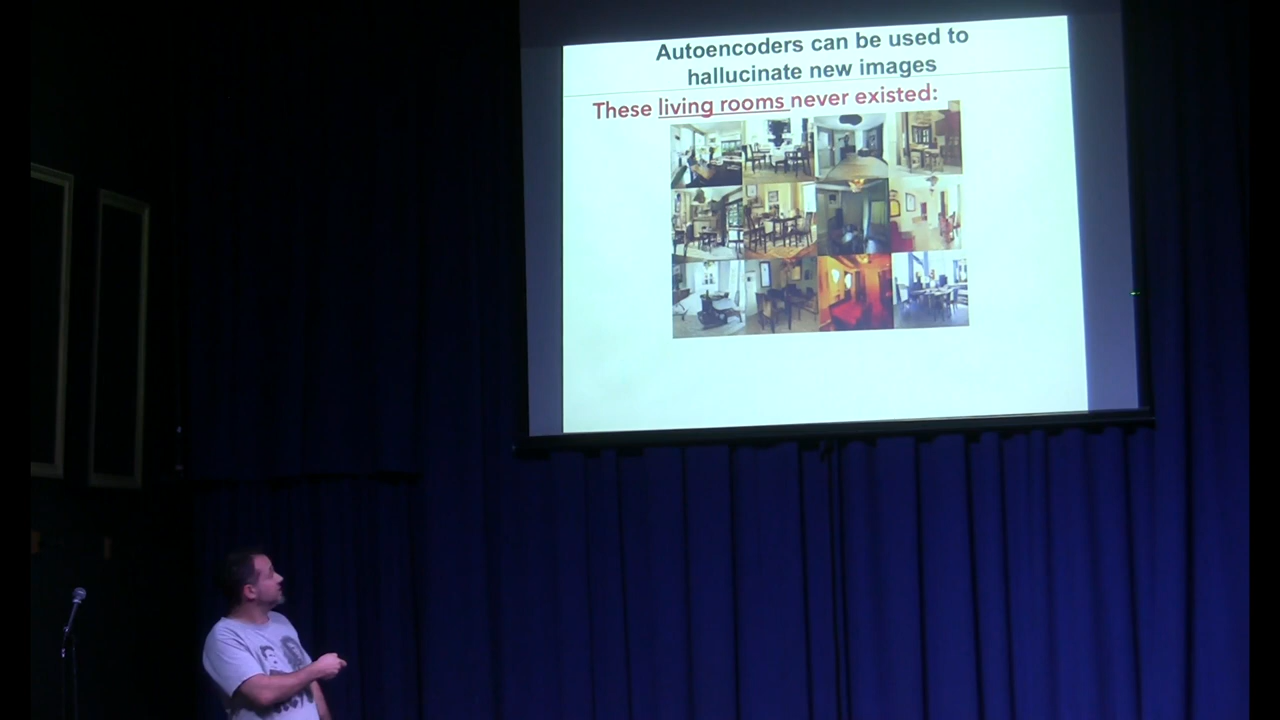 Autoencoders can be used to
hallucinate new images
These living rooms never existed: